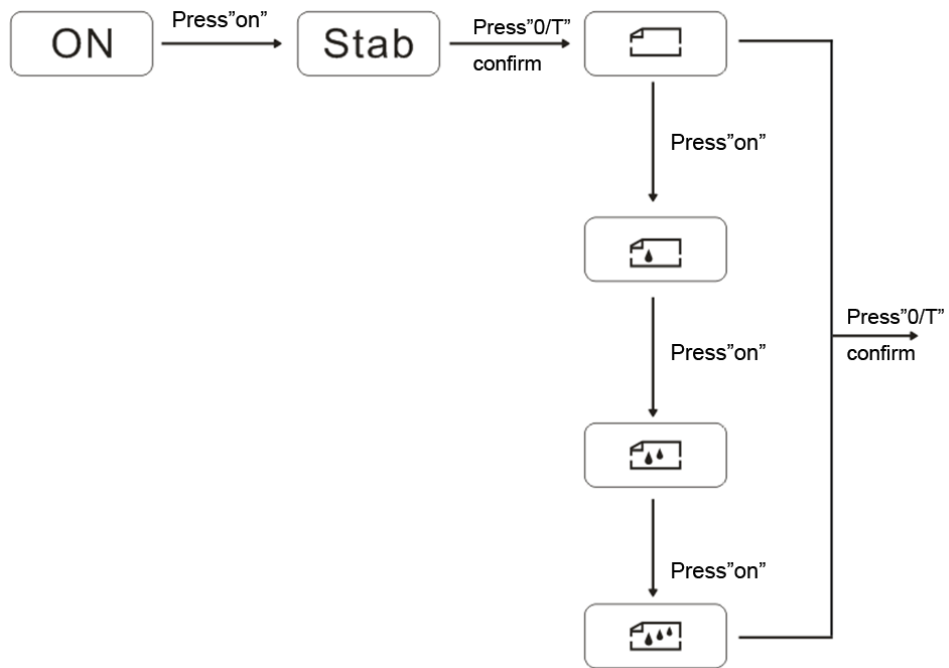 ON
Press”on”
Stab
Press”0/T”
confirm
Press”on”
Press”on”
Press”0/T”
confirm
Press”on”